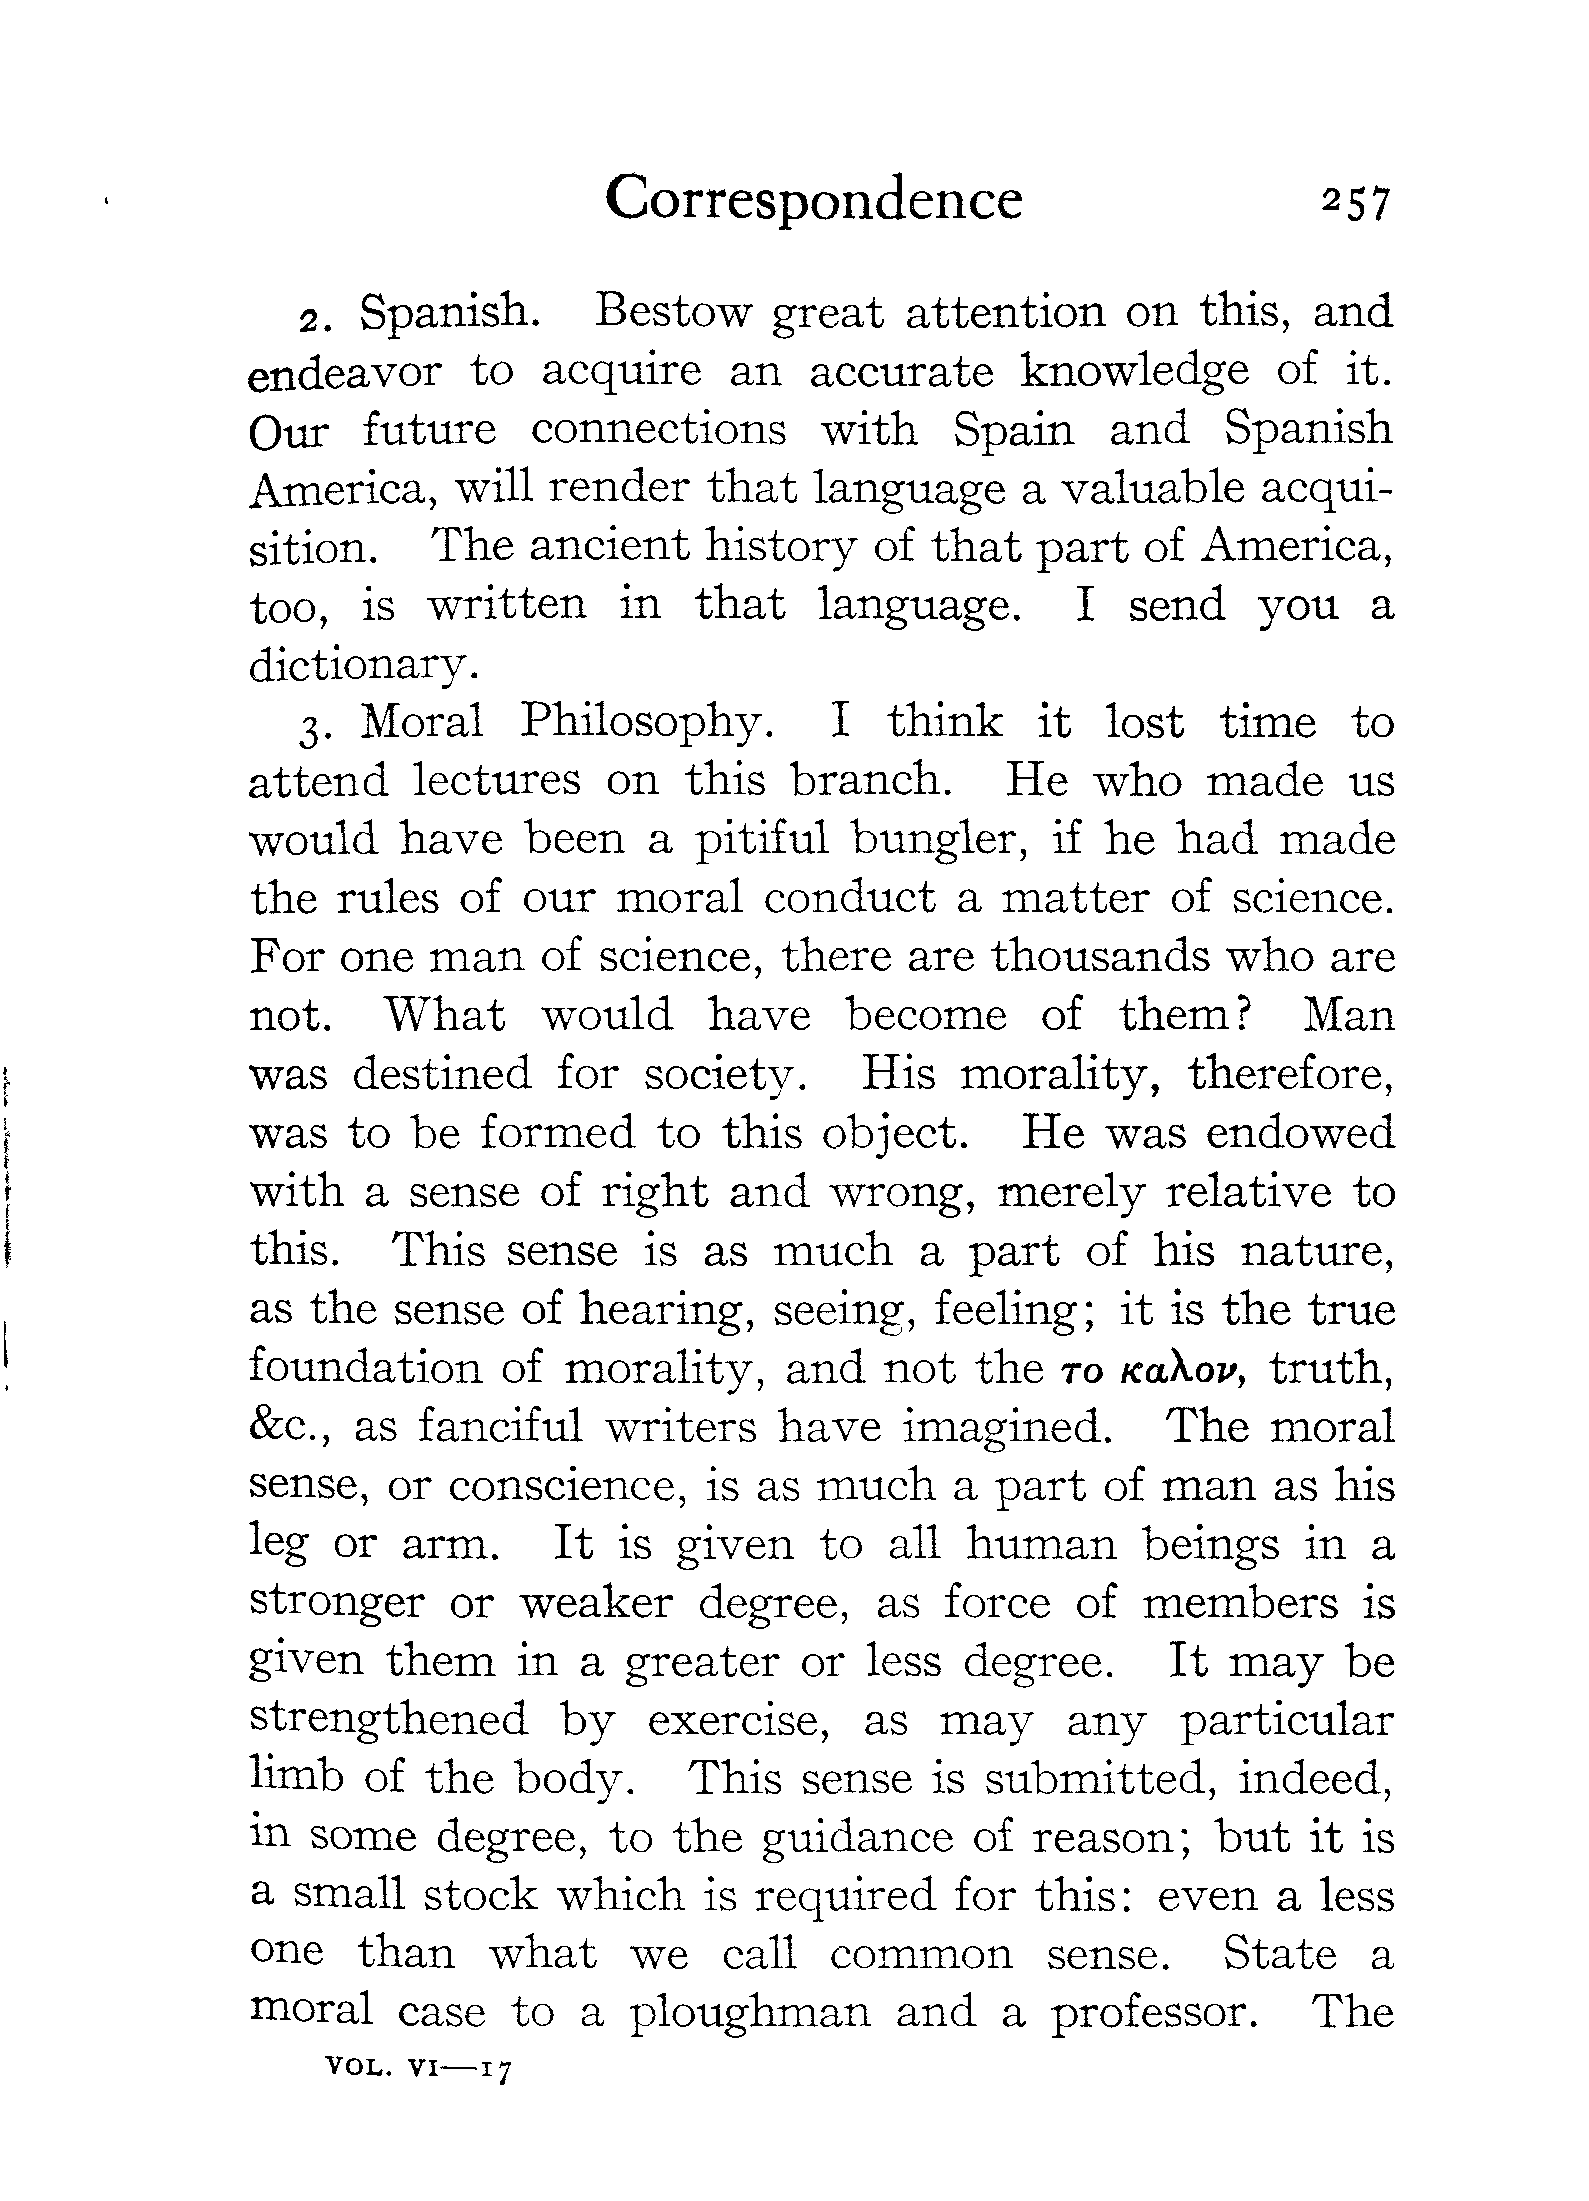 Correspondence 257
2. Spanish. Bestow great attention on this, and
endeavor to acquire an accurate knowledge of it.
Our future connections with Spain and Spanish
America, will render that language a valuable acqui-
sition. The ancient history of that part of America,
too, is written in that language. I send you a
dictionary.
3. Moral Philosophy. I think it lost time to
attend lectures on this branch. He who made us
would have been a pitiful bungler, if he had made
the rules of our moral conduct a matter of science.
For one man of science, there are thousands who are
not. What would have become of them? Man
was destined for society. His morality, therefore,
was to be formed to this object. He was endowed
with a sense of right and wrong, merely relative to
this. This sense is as much a part of his nature,
as the sense of hearing, seeing, feeling; it is the true
foundation of morality, and not the το καλον, truth,
&c., as fanciful writers have imagined. The moral
sense, or conscience, is as much a part of man as his
leg or arm. It is given to all human beings in a
stronger or weaker degree, as force of members is
given them in a greater or less degree. It may be
strengthened by exercise, as may any particular
limb of the body. This sense is submitted, indeed,
in some degree, to the guidance of reason; but it is
a small stock which is required for this: even a less
one than what we call common sense. State a
moral case to a ploughman and a professor. The
VOL. VI—17